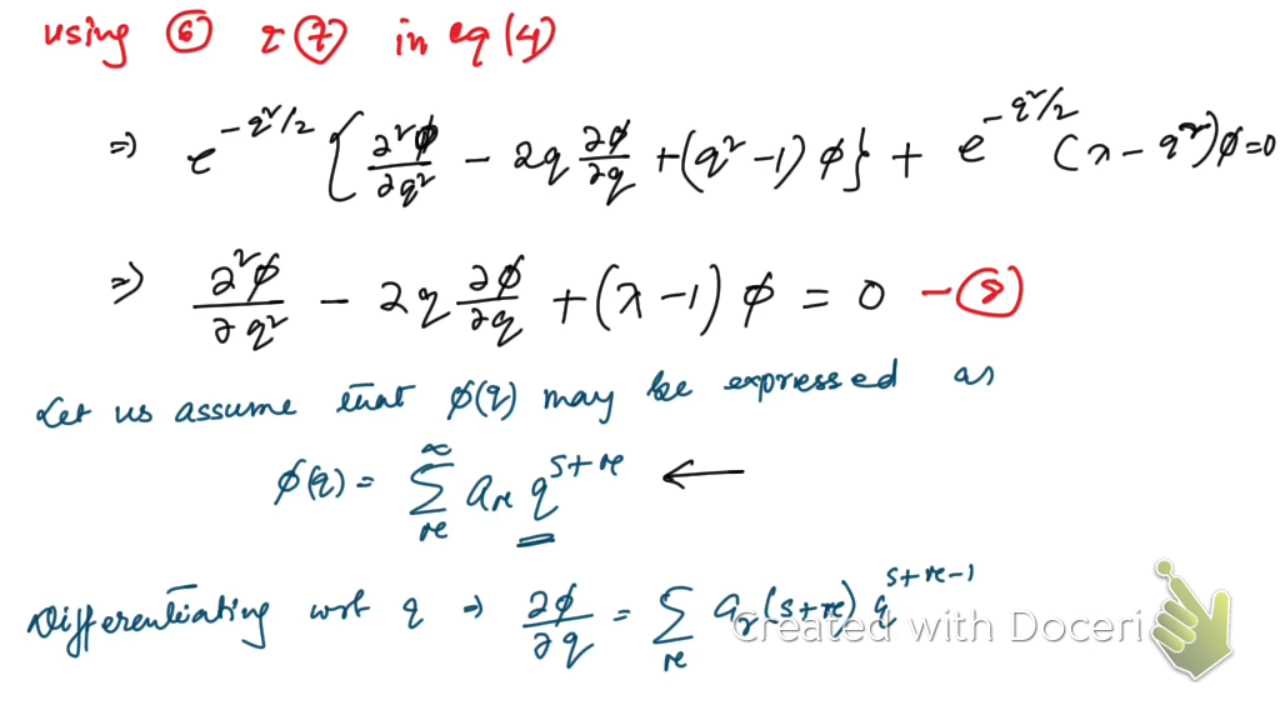 using ⑥ & ⑦ in eq (4)
⇒ e^{-q²/2} { ∂²ϕ/∂q² - 2q ∂ϕ/∂q + (q² - 1) ϕ } + e^{-q²/2} (λ - q²) ϕ = 0
⇒ ∂²ϕ/∂q² - 2q ∂ϕ/∂q + (λ - 1) ϕ = 0 - ⑧
Let us assume that ϕ(q) may be expressed as
ϕ(q) = ∑_{r}^{∞} a_r q^{s+r} ←
Differentiating wrt q ⇒ ∂ϕ/∂q = ∑_{r} a_r (s+r) q^{s+r-1}
Created with Doceri